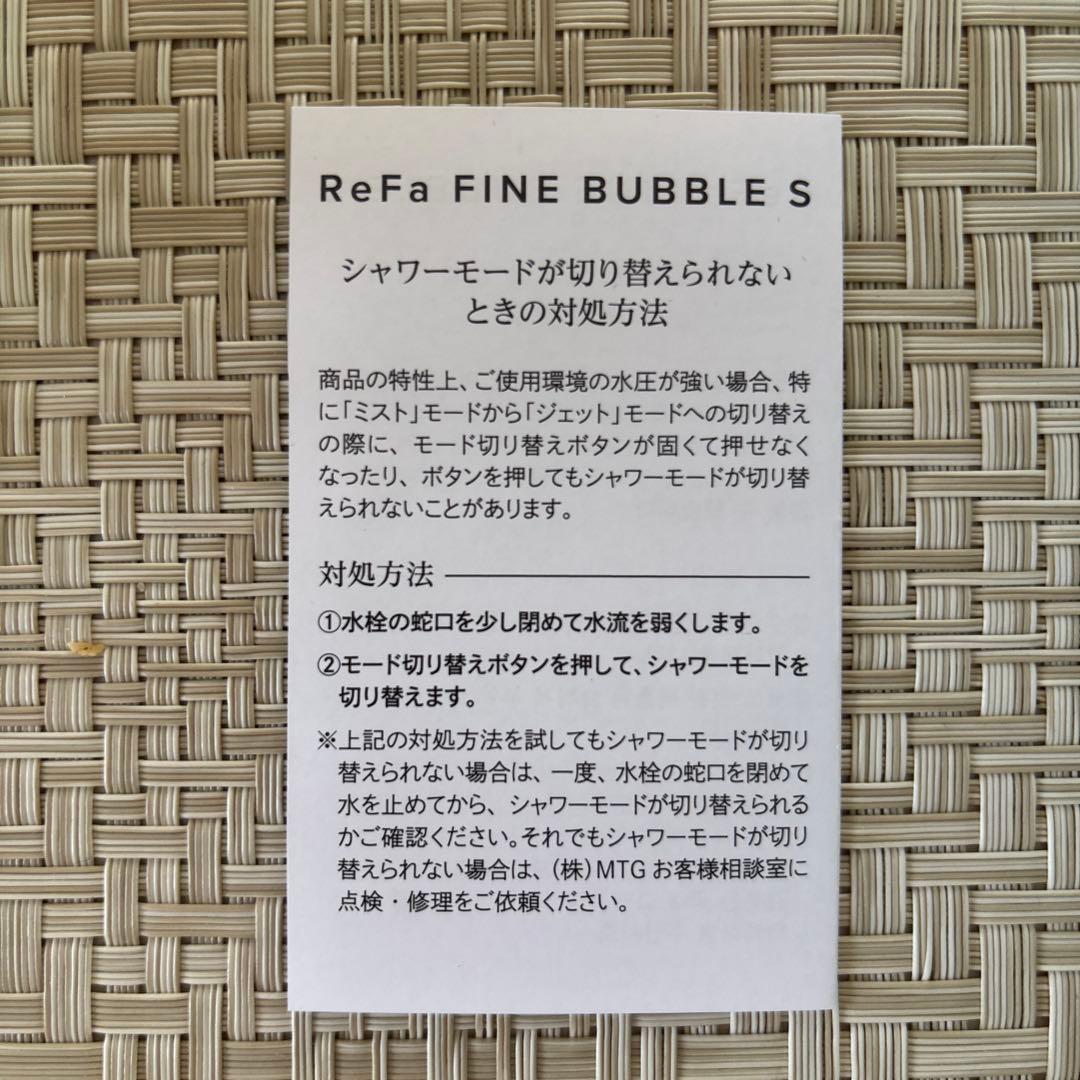 ReFa FINE BUBBLE S
シャワーモードが切り替えられない
ときの対処方法
商品の特性上、ご使用環境の水圧が強い場合、特
に「ミスト」モードから「ジェット」モードへの切り替え
の際に、モード切り替えボタンが固くて押せなく
なったり、ボタンを押してもシャワーモードが切り替
えられないことがあります。
対処方法
①水栓の蛇口を少し閉めて水流を弱くします。
②モード切り替えボタンを押して、シャワーモードを
切り替えます。
※上記の対処方法を試してもシャワーモードが切り
替えられない場合は、一度、水栓の蛇口を閉めて
水を止めてから、シャワーモードが切り替えられる
かご確認ください。それでもシャワーモードが切り
替えられない場合は、(株)MTG お客様相談室に
点検・修理をご依頼ください。